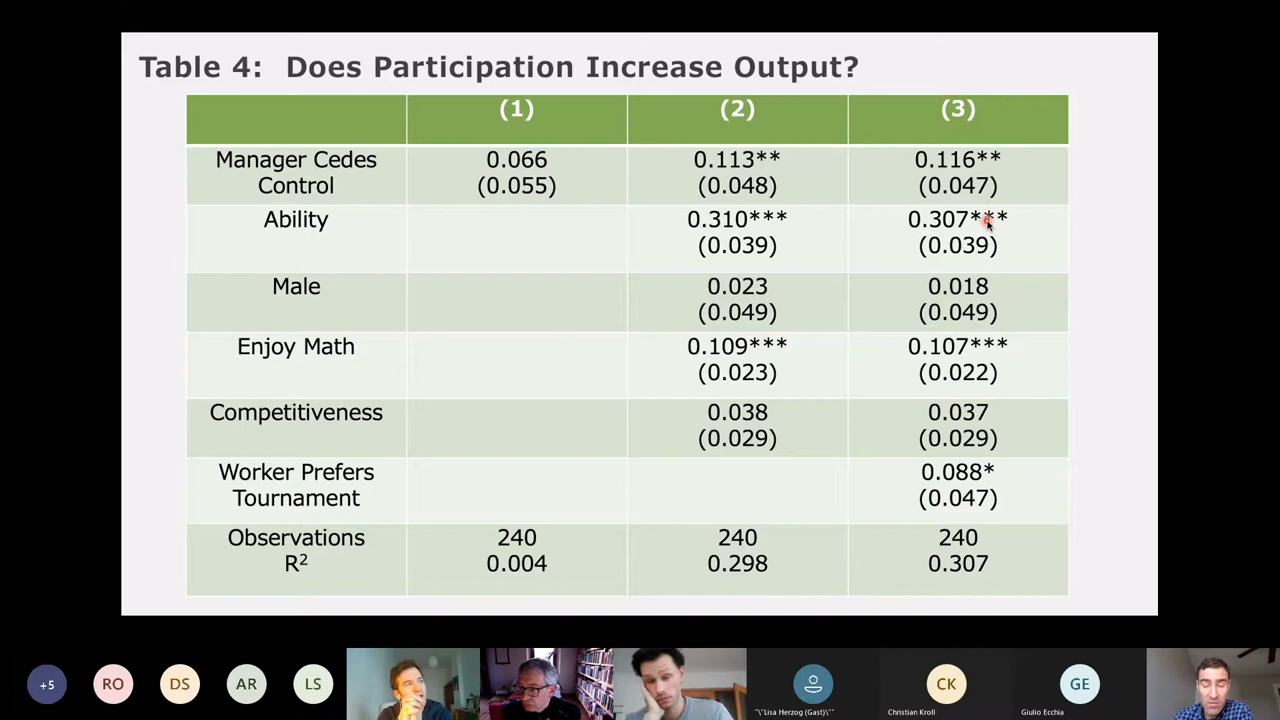 Table 4: Does Participation Increase Output?
(1) (2) (3)
Manager Cedes Control 0.066 (0.055) 0.113** (0.048) 0.116** (0.047)
Ability 0.310*** (0.039) 0.307*** (0.039)
Male 0.023 (0.049) 0.018 (0.049)
Enjoy Math 0.109*** (0.023) 0.107*** (0.022)
Competitiveness 0.038 (0.029) 0.037 (0.029)
Worker Prefers Tournament 0.088* (0.047)
Observations 240 240 240
R² 0.004 0.298 0.307
+5 RO DS AR LS CK GE
"\"Lisa Herzog (Gast)\"" Christian Kroll Giulio Ecchia